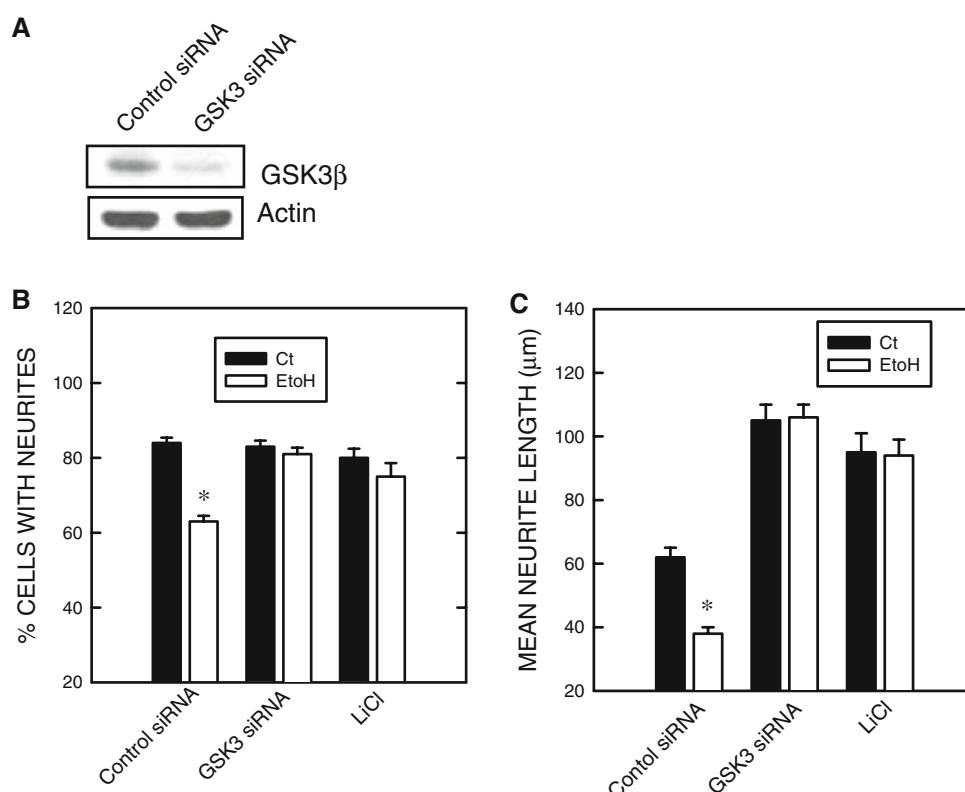 A
Control siRNA
GSK3 siRNA
GSK3β
Actin
B
% CELLS WITH NEURITES
120
100
80
60
40
20
Ct
EtoH
*
Control siRNA
GSK3 siRNA
LiCl
C
MEAN NEURITE LENGTH (μm)
140
120
100
80
60
40
20
Ct
EtoH
*
Contol siRNA
GSK3 siRNA
LiCl